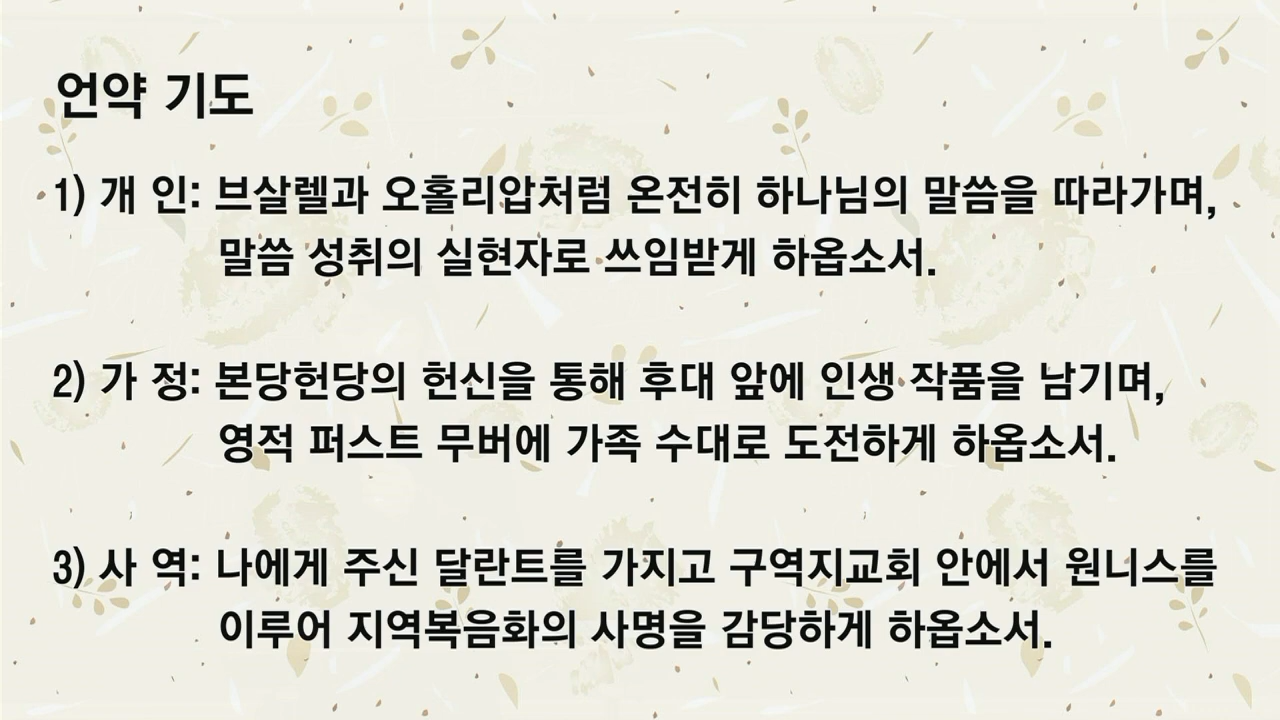 언약 기도
1) 개 인: 브살렐과 오홀리압처럼 온전히 하나님의 말씀을 따라가며,
말씀 성취의 실현자로 쓰임받게 하옵소서.
2) 가 정: 본당헌당의 헌신을 통해 후대 앞에 인생 작품을 남기며,
영적 퍼스트 무버에 가족 수대로 도전하게 하옵소서.
3) 사 역: 나에게 주신 달란트를 가지고 구역지교회 안에서 원니스를
이루어 지역복음화의 사명을 감당하게 하옵소서.